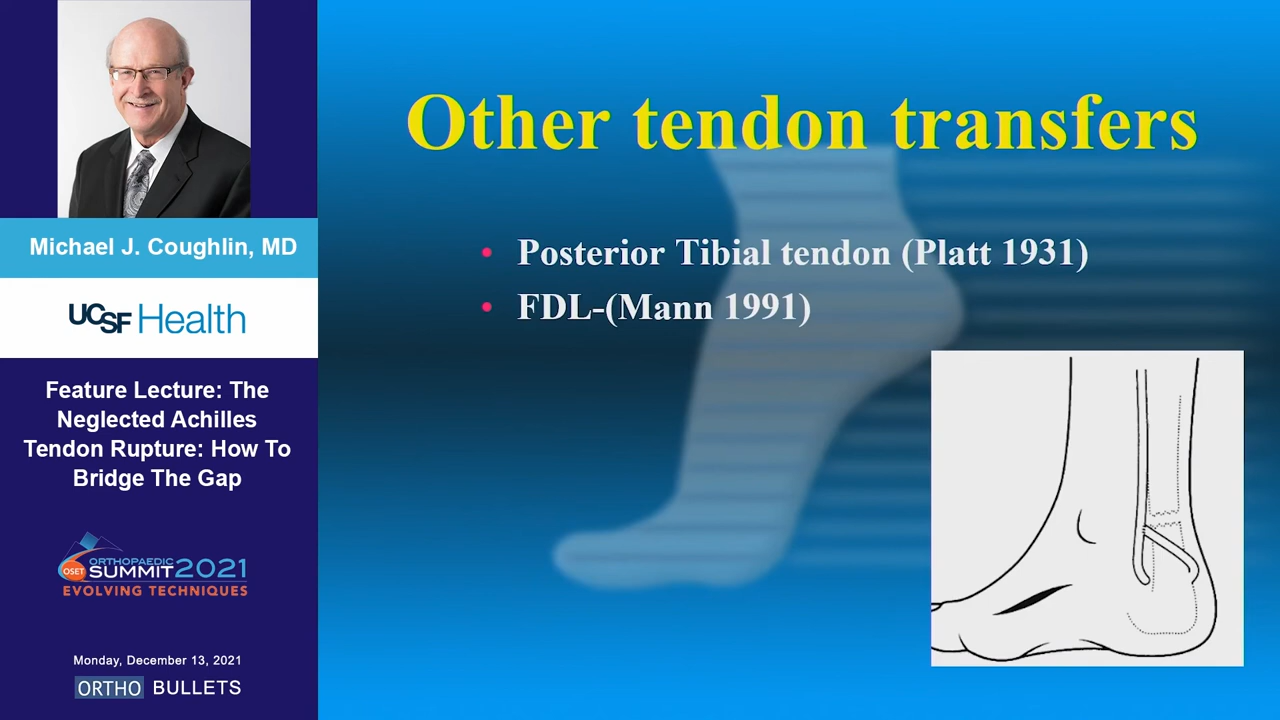 Michael J. Coughlin, MD
UCSF Health
Feature Lecture: The
Neglected Achilles
Tendon Rupture: How To
Bridge The Gap
OSET
ORTHOPAEDIC
SUMMIT 2021
EVOLVING TECHNIQUES
Monday, December 13, 2021
ORTHO BULLETS
Other tendon transfers
• Posterior Tibial tendon (Platt 1931)
• FDL-(Mann 1991)